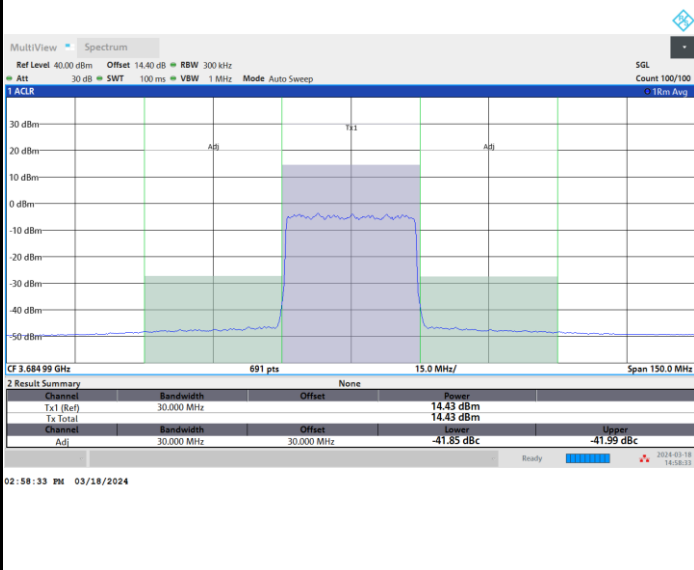 MultiView Spectrum
Ref Level 40.00 dBm Offset 14.40 dB RBW 300 kHz SGL
Att 30 dB SWT 100 ms VBW 1 MHz Mode Auto Sweep Count 100/100
1 ACLR 1Rm Avg
30 dBm
Tx1
20 dBm
Adj Adj
10 dBm
0 dBm
-10 dBm
-20 dBm
-30 dBm
-40 dBm
-50 dBm
CF 3.684 99 GHz 691 pts 15.0 MHz/ Span 150.0 MHz
2 Result Summary None
Channel Bandwidth Offset Power
Tx1 (Ref) 30.000 MHz 14.43 dBm
Tx Total 14.43 dBm
Channel Bandwidth Offset Lower Upper
Adj 30.000 MHz 30.000 MHz -41.85 dBc -41.99 dBc
Ready 2024-03-18
14:58:33
02:58:33 PM 03/18/2024